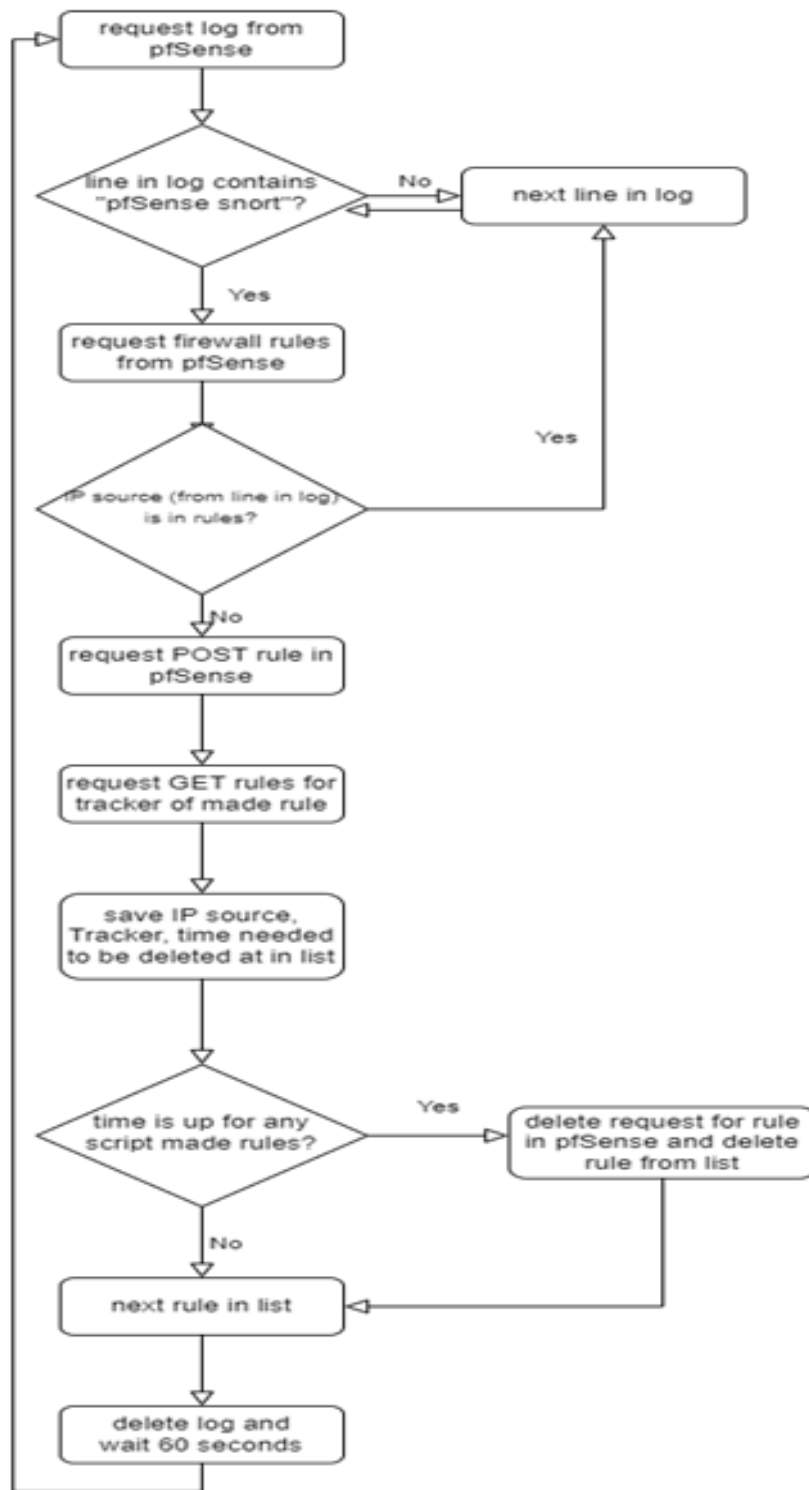 request log from
pfSense
line in log contains
"pfSense snort"?
No
next line in log
Yes
request firewall rules
from pfSense
Yes
IP source (from line in log)
is in rules?
No
request POST rule in
pfSense
request GET rules for
tracker of made rule
save IP source,
Tracker, time needed
to be deleted at in list
time is up for any
script made rules?
Yes
delete request for rule
in pfSense and delete
rule from list
No
next rule in list
delete log and
wait 60 seconds